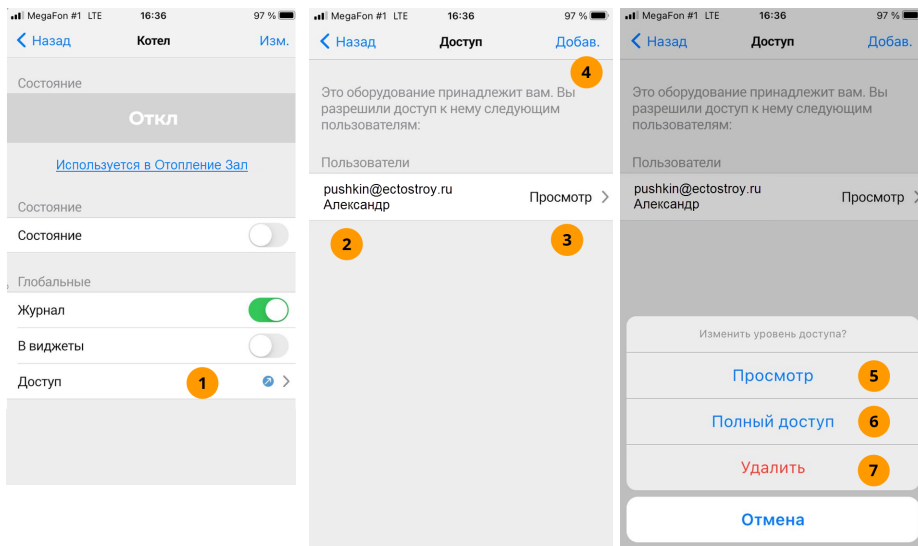 MegaFon #1 LTE 16:36 97 %
Назад Котел Изм.
Состояние
Откл
Используется в Отопление Зал
Состояние
Состояние
Глобальные
Журнал
В виджеты
Доступ 1
MegaFon #1 LTE 16:36 97 %
Назад Доступ Добав.
4
Это оборудование принадлежит вам. Вы
разрешили доступ к нему следующим
пользователям:
Пользователи
pushkin@ectostroy.ru
Александр
Просмотр
2 3
MegaFon #1 LTE 16:36 97 %
Назад Доступ Добав.
Это оборудование принадлежит вам. Вы
разрешили доступ к нему следующим
пользователям:
Пользователи
pushkin@ectostroy.ru
Александр
Просмотр
Изменить уровень доступа?
Просмотр 5
Полный доступ 6
Удалить 7
Отмена